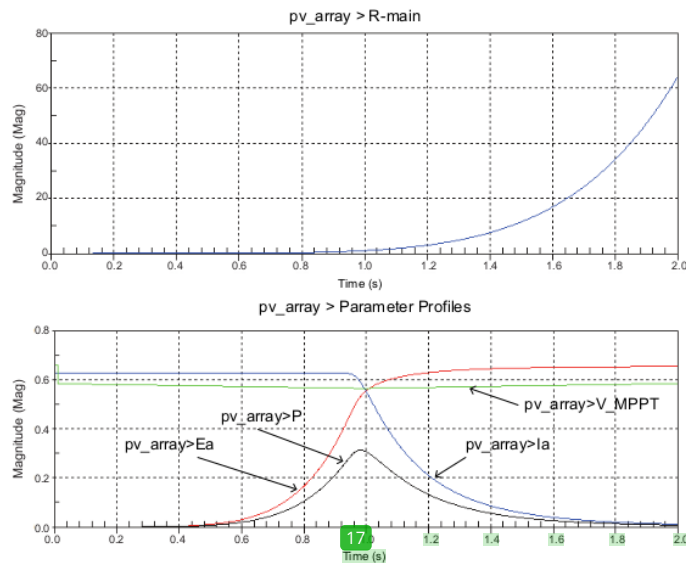 pv_array > R-main
80
60
40
20
0
Magnitude (Mag)
0.0 0.2 0.4 0.6 0.8 1.0 1.2 1.4 1.6 1.8 2.0
Time (s)
pv_array > Parameter Profiles
0.8
0.6
0.4
0.2
0.0
Magnitude (Mag)
pv_array>V_MPPT
pv_array>P
pv_array>Ea
pv_array>Ia
0.0 0.2 0.4 0.6 0.8 1.2 1.4 1.6 1.8 2.0
17
Time (s)